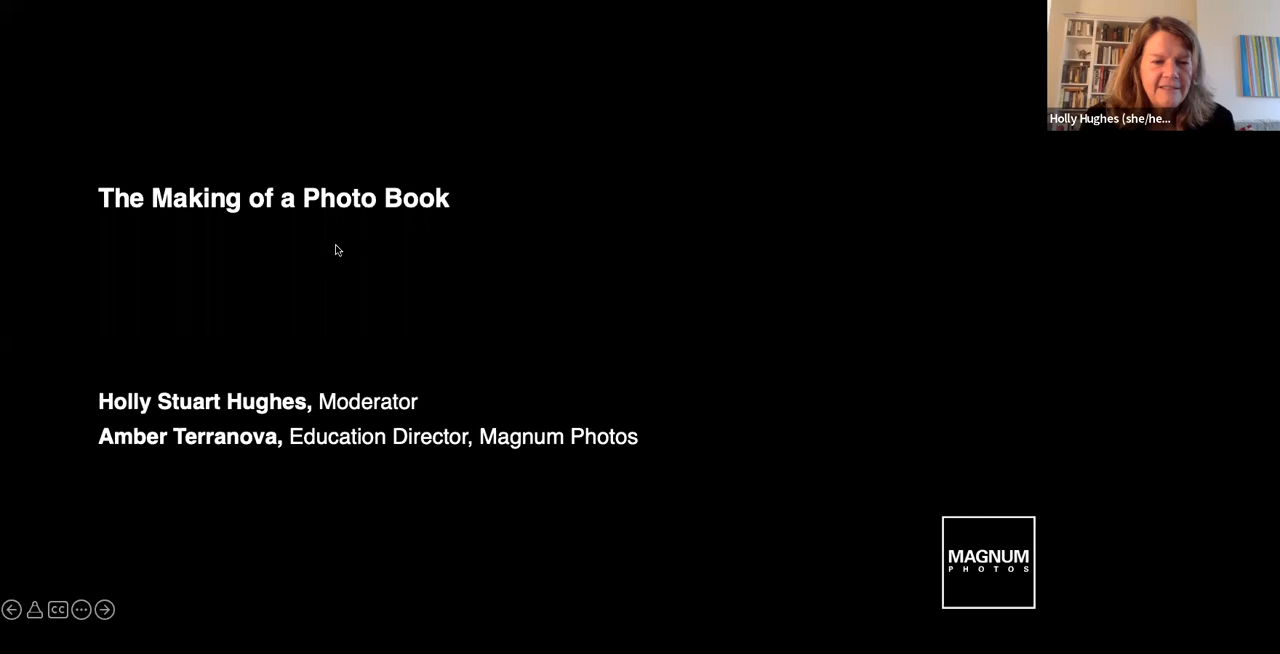 Holly Hughes (she/he...
The Making of a Photo Book
Holly Stuart Hughes, Moderator
Amber Terranova, Education Director, Magnum Photos
MAGNUM
PHOTOS
CC